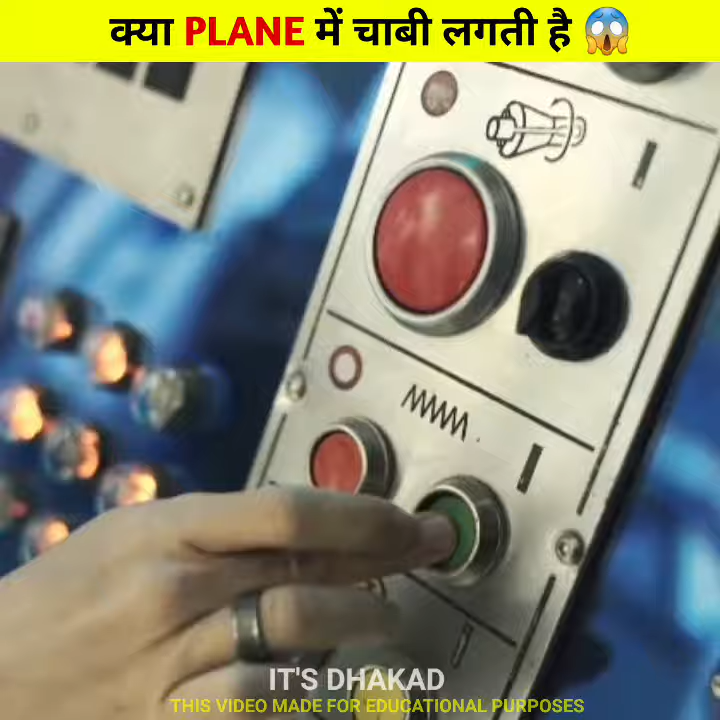 क्या PLANE में चाबी लगती है 😱
IT'S DHAKAD
THIS VIDEO MADE FOR EDUCATIONAL PURPOSES